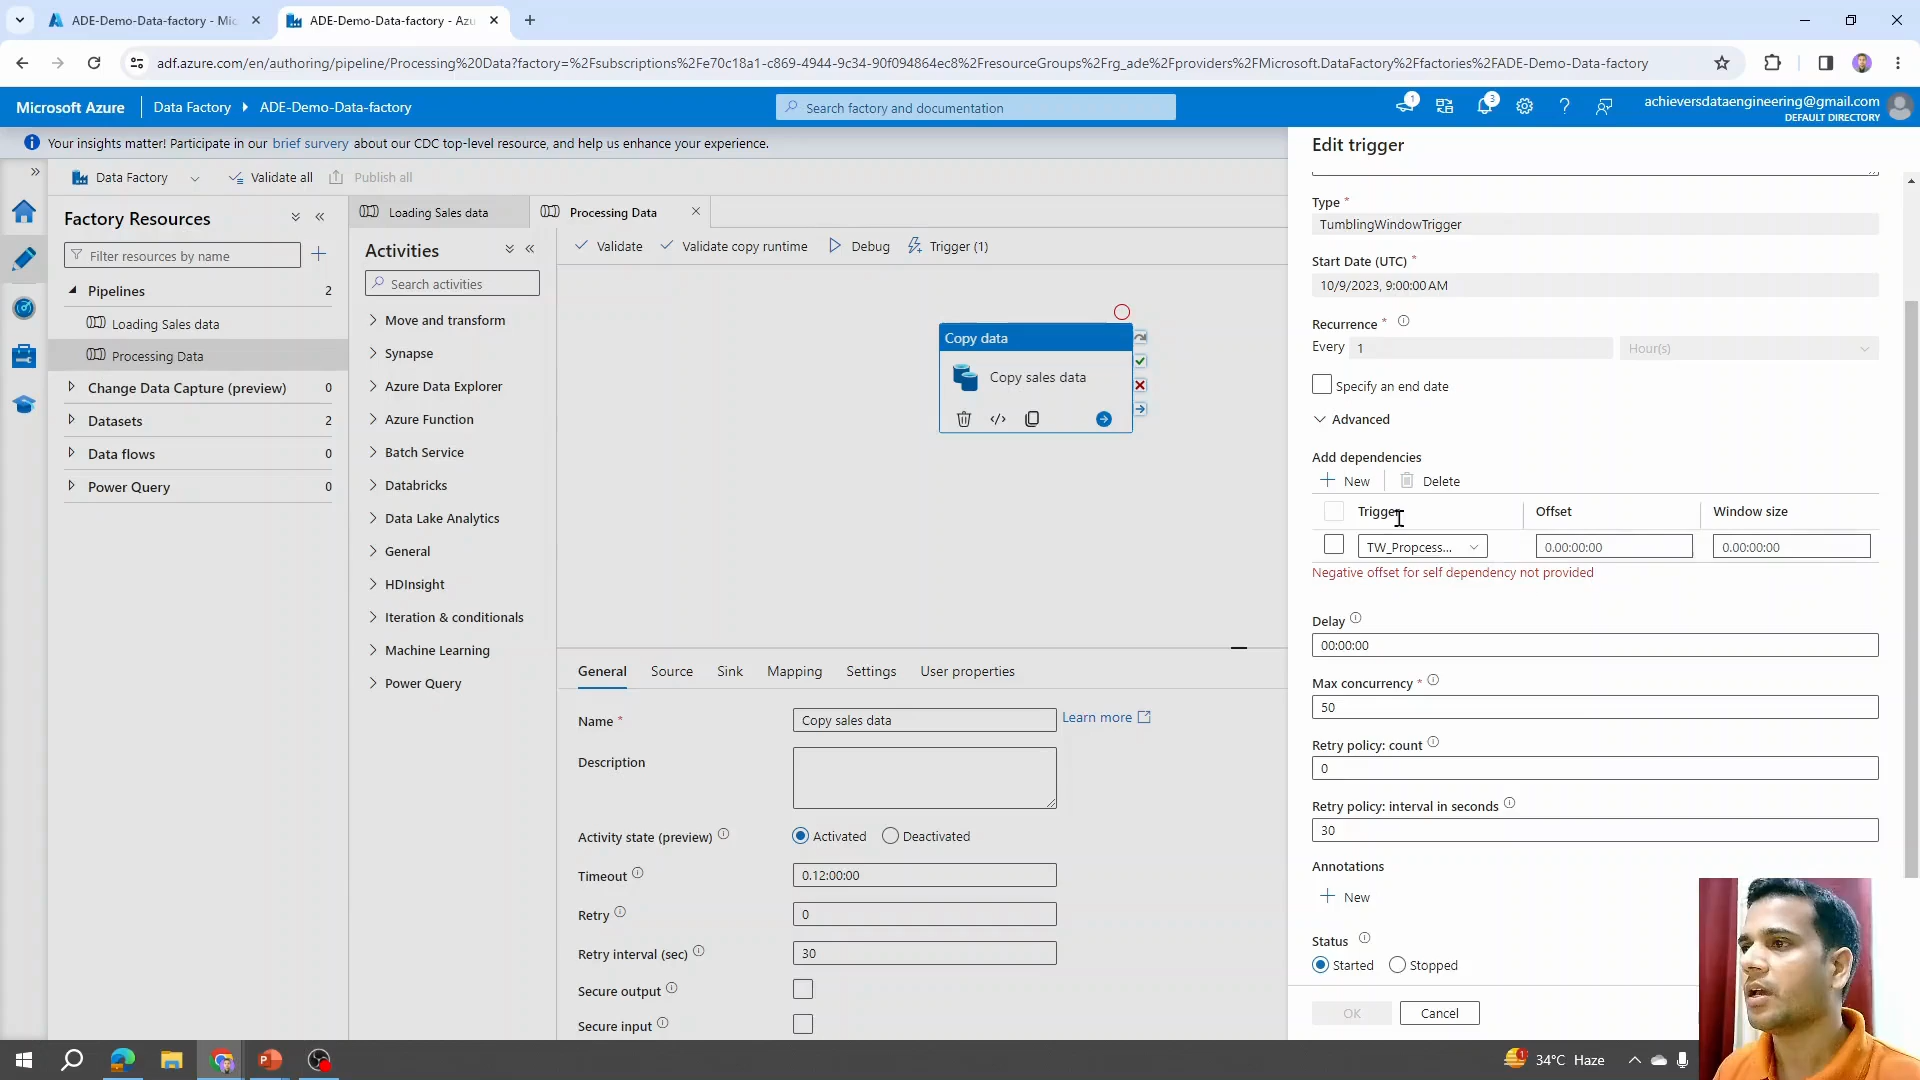 ADE-Demo-Data-factory - Mic
ADE-Demo-Data-factory - Azu
adf.azure.com/en/authoring/pipeline/Processing%20Data?factory=%2Fsubscriptions%2Fe70c18a1-c869-4944-9c34-90f094864ec8%2FresourceGroups%2Frg_ade%2Fproviders%2FMicrosoft.DataFactory%2Ffactories%2FADE-Demo-Data-factory
Microsoft Azure
Data Factory
ADE-Demo-Data-factory
Search factory and documentation
1
3
achieversdataengineering@gmail.com
DEFAULT DIRECTORY
Your insights matter! Participate in our brief survey about our CDC top-level resource, and help us enhance your experience.
Data Factory
Validate all
Publish all
Factory Resources
Filter resources by name
Pipelines 2
Loading Sales data
Processing Data
Change Data Capture (preview) 0
Datasets 2
Data flows 0
Power Query 0
Loading Sales data
Processing Data
Activities
Search activities
Move and transform
Synapse
Azure Data Explorer
Azure Function
Batch Service
Databricks
Data Lake Analytics
General
HDInsight
Iteration & conditionals
Machine Learning
Power Query
Validate
Validate copy runtime
Debug
Trigger (1)
Copy data
Copy sales data
General
Source
Sink
Mapping
Settings
User properties
Name *
Copy sales data
Learn more
Description
Activity state (preview)
Activated
Deactivated
Timeout
0.12:00:00
Retry
0
Retry interval (sec)
30
Secure output
Secure input
Edit trigger
Type *
TumblingWindowTrigger
Start Date (UTC) *
10/9/2023, 9:00:00 AM
Recurrence *
Every 1 Hour(s)
Specify an end date
Advanced
Add dependencies
New
Delete
Trigger
Offset
Window size
TW_Propcess...
0.00:00:00
0.00:00:00
Negative offset for self dependency not provided
Delay
00:00:00
Max concurrency *
50
Retry policy: count
0
Retry policy: interval in seconds
30
Annotations
New
Status
Started
Stopped
OK
Cancel
1
34°C Haze